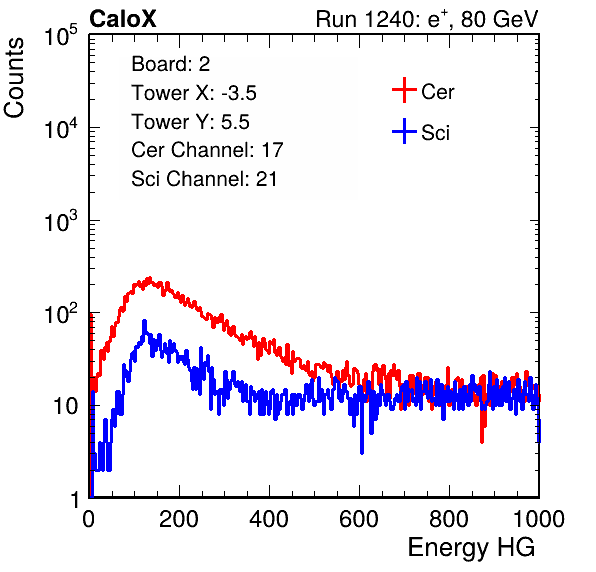 CaloX Run 1240: e⁺, 80 GeV
Counts
Board: 2
Tower X: -3.5
Tower Y: 5.5
Cer Channel: 17
Sci Channel: 21
Cer
Sci
10⁵
10⁴
10³
10²
10
1
0 200 400 600 800 1000
Energy HG